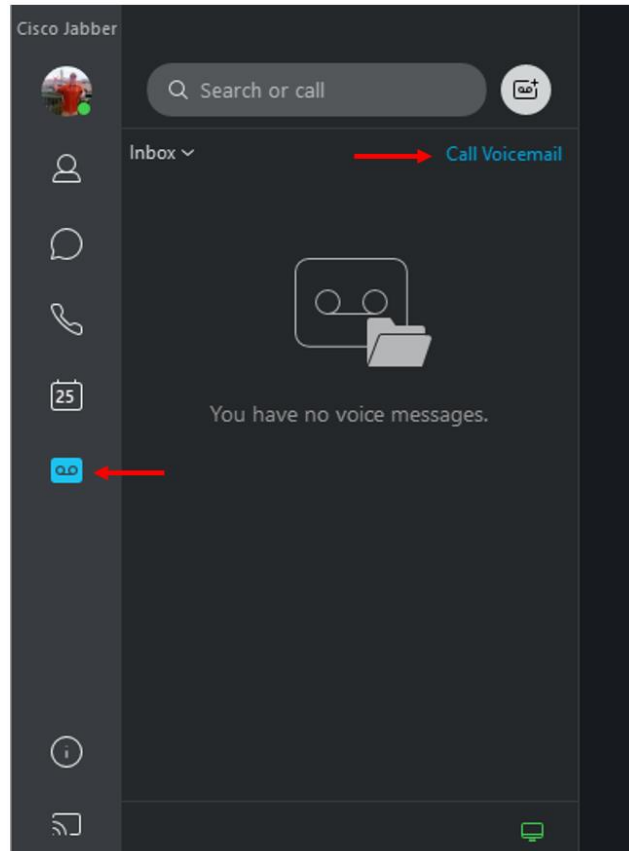 Cisco Jabber
Search or call
Inbox
Call Voicemail
25
You have no voice messages.